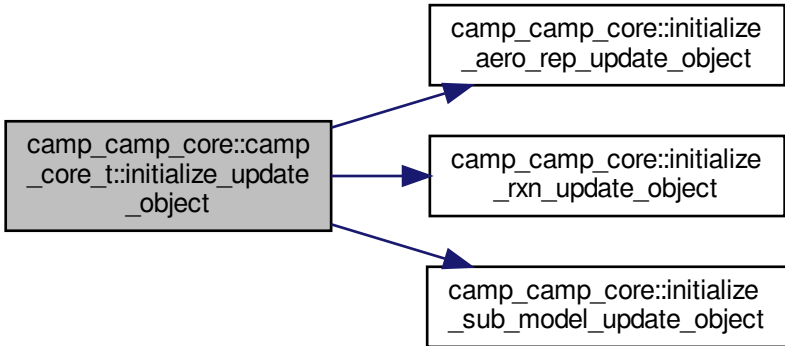 camp_camp_core::camp
_core_t::initialize_update
_object
camp_camp_core::initialize
_aero_rep_update_object
camp_camp_core::initialize
_rxn_update_object
camp_camp_core::initialize
_sub_model_update_object